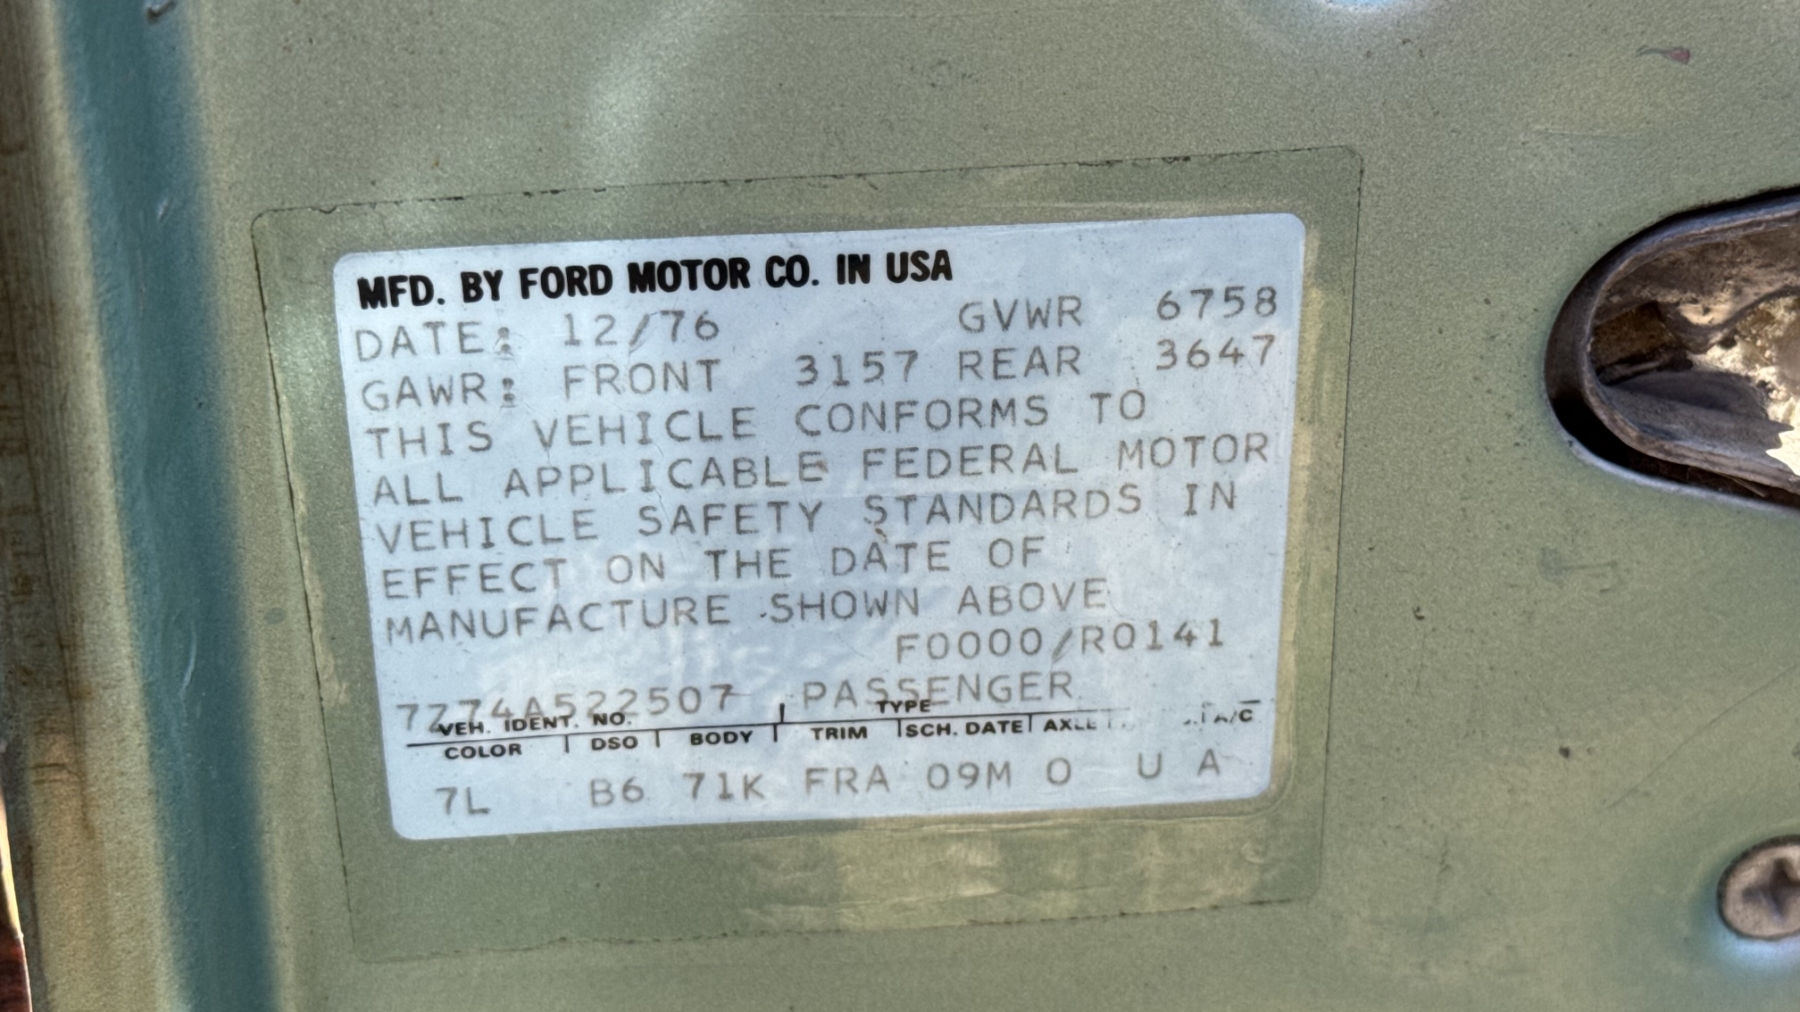 MFD. BY FORD MOTOR CO. IN USA
DATE: 12/76 GVWR 6758
GAWR: FRONT 3157 REAR 3647
THIS VEHICLE CONFORMS TO
ALL APPLICABLE FEDERAL MOTOR
VEHICLE SAFETY STANDARDS IN
EFFECT ON THE DATE OF
MANUFACTURE SHOWN ABOVE
F0000/R0141
7Z74A522507 PASSENGER
VEH. IDENT. NO. TYPE
COLOR DSO BODY TRIM SCH. DATE AXLE A/C
7L B6 71K FRA 09M O U A